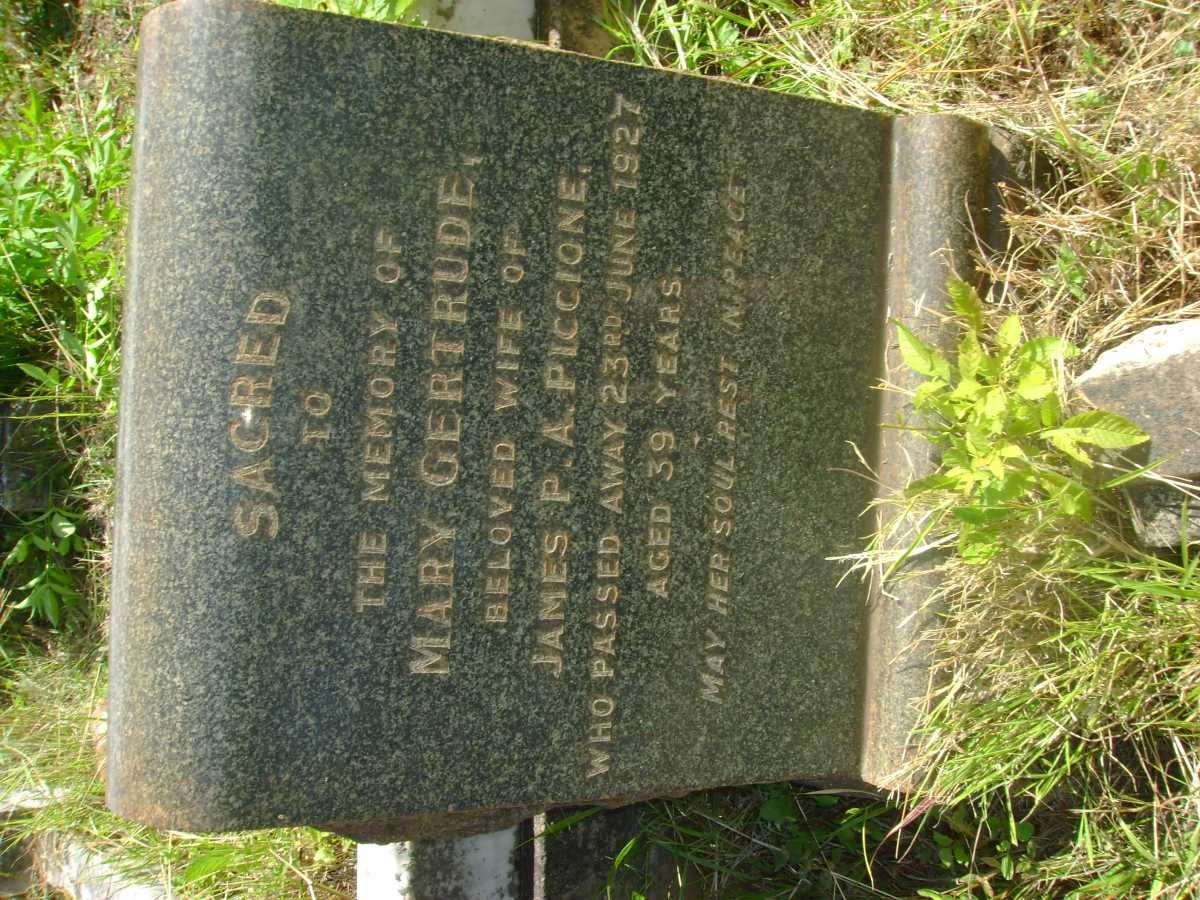 SACRED
TO
THE MEMORY OF
MARY GERTRUDE,
BELOVED WIFE OF
JAMES P. A. PICCIONE,
WHO PASSED AWAY 23RD JUNE 1927
AGED 39 YEARS.
MAY HER SOUL REST IN PEACE